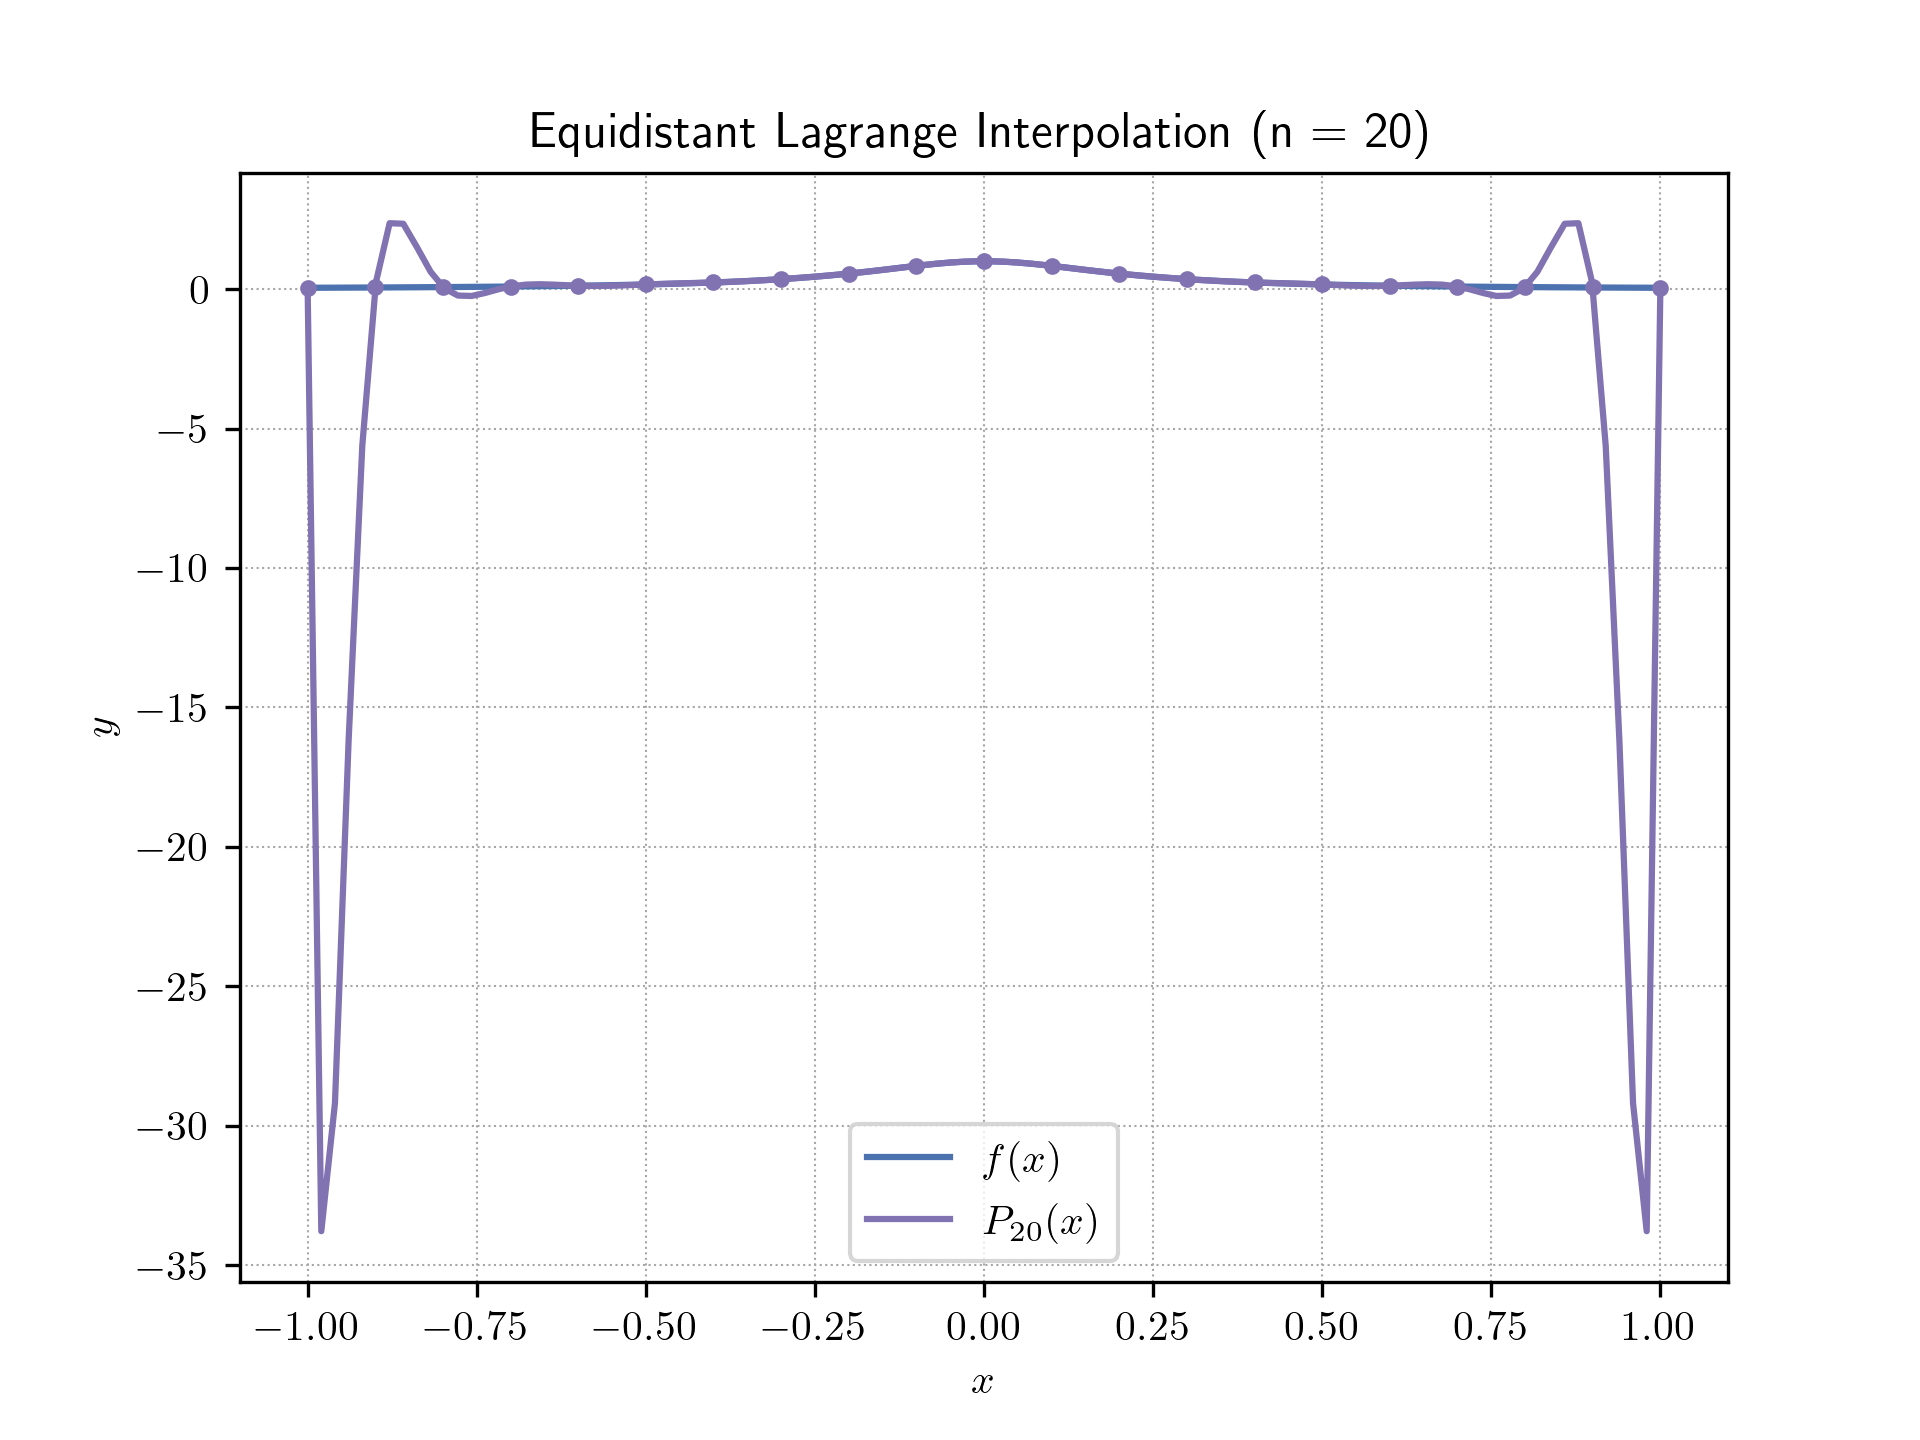 Equidistant Lagrange Interpolation (n = 20)
0
−5
−10
−15
−20
−25
−30
−35
y
f(x)
P₂₀(x)
−1.00 −0.75 −0.50 −0.25 0.00 0.25 0.50 0.75 1.00
x